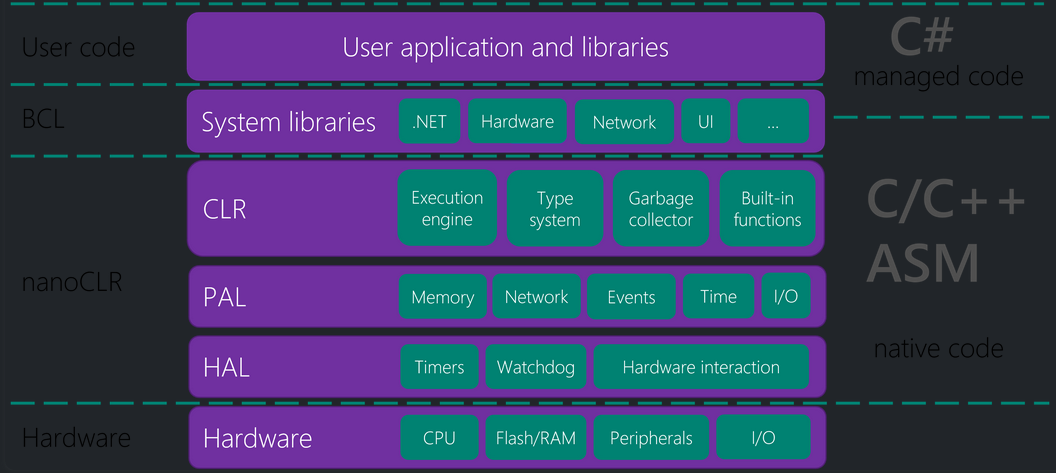 User code
User application and libraries
C#
managed code
BCL
System libraries
.NET
Hardware
Network
UI
...
nanoCLR
CLR
Execution
engine
Type
system
Garbage
collector
Built-in
functions
C/C++
ASM
native code
PAL
Memory
Network
Events
Time
I/O
HAL
Timers
Watchdog
Hardware interaction
Hardware
Hardware
CPU
Flash/RAM
Peripherals
I/O